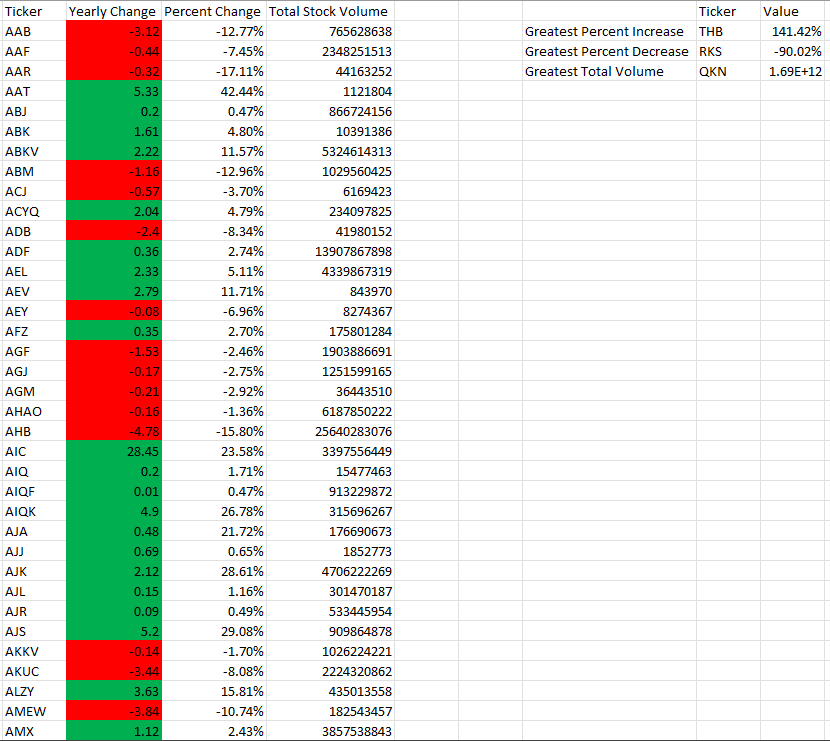 Ticker Yearly Change Percent Change Total Stock Volume Ticker Value
AAB -3.12 -12.77% 765628638 Greatest Percent Increase THB 141.42%
AAF -0.44 -7.45% 2348251513 Greatest Percent Decrease RKS -90.02%
AAR -0.32 -17.11% 44163252 Greatest Total Volume QKN 1.69E+12
AAT 5.33 42.44% 1121804
ABJ 0.2 0.47% 866724156
ABK 1.61 4.80% 10391386
ABKV 2.22 11.57% 5324614313
ABM -1.16 -12.96% 1029560425
ACJ -0.57 -3.70% 6169423
ACYQ 2.04 4.79% 234097825
ADB -2.4 -8.34% 41980152
ADF 0.36 2.74% 13907867898
AEL 2.33 5.11% 4339867319
AEV 2.79 11.71% 843970
AEY -0.08 -6.96% 8274367
AFZ 0.35 2.70% 175801284
AGF -1.53 -2.46% 1903886691
AGJ -0.17 -2.75% 1251599165
AGM -0.21 -2.92% 36443510
AHAO -0.16 -1.36% 6187850222
AHB -4.78 -15.80% 25640283076
AIC 28.45 23.58% 3397556449
AIQ 0.2 1.71% 15477463
AIQF 0.01 0.47% 913229872
AIQK 4.9 26.78% 315696267
AJA 0.48 21.72% 176690673
AJJ 0.69 0.65% 1852773
AJK 2.12 28.61% 4706222269
AJL 0.15 1.16% 301470187
AJR 0.09 0.49% 533445954
AJS 5.2 29.08% 909864878
AKKV -0.14 -1.70% 1026224221
AKUC -3.44 -8.08% 2224320862
ALZY 3.63 15.81% 435013558
AMEW -3.84 -10.74% 182543457
AMX 1.12 2.43% 3857538843